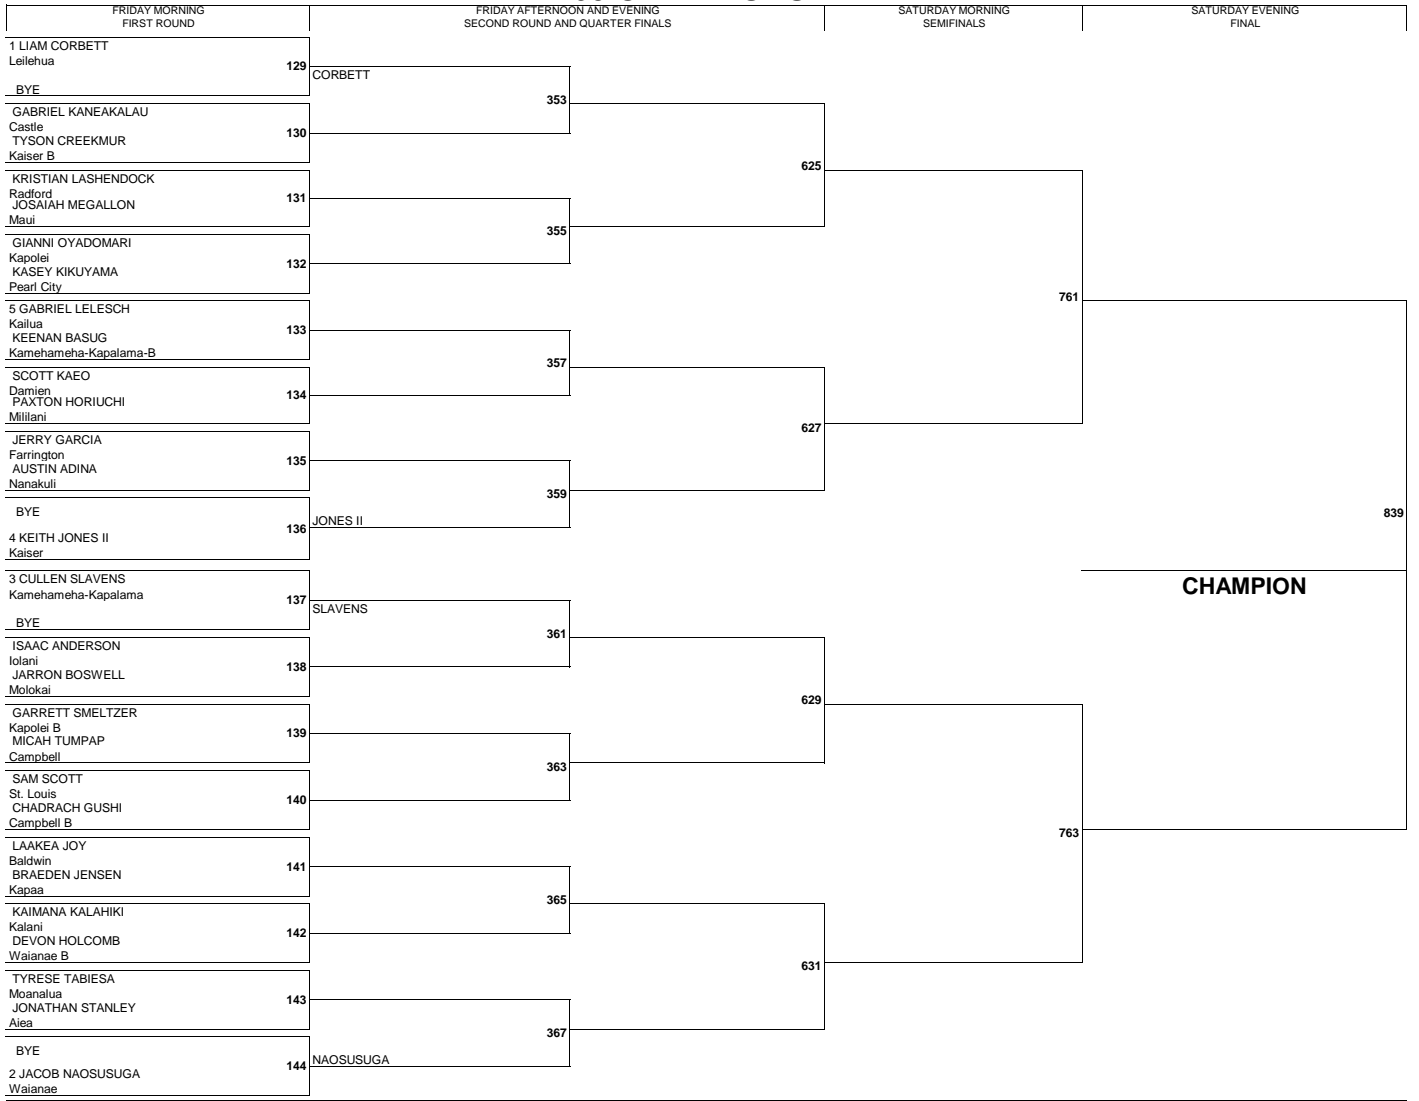 FRIDAY MORNING
FIRST ROUND
FRIDAY AFTERNOON AND EVENING
SECOND ROUND AND QUARTER FINALS
SATURDAY MORNING
SEMIFINALS
SATURDAY EVENING
FINAL
1 LIAM CORBETT
Leilehua
129
CORBETT
BYE
353
GABRIEL KANEAKALAU
Castle
130
TYSON CREEKMUR
Kaiser B
625
KRISTIAN LASHENDOCK
Radford
131
JOSAIAH MEGALLON
Maui
355
GIANNI OYADOMARI
Kapolei
132
KASEY KIKUYAMA
Pearl City
761
5 GABRIEL LELESCH
Kailua
133
KEENAN BASUG
Kamehameha-Kapalama-B
357
SCOTT KAEO
Damien
134
PAXTON HORIUCHI
Mililani
627
JERRY GARCIA
Farrington
135
AUSTIN ADINA
Nanakuli
359
BYE
136
JONES II
4 KEITH JONES II
Kaiser
839
3 CULLEN SLAVENS
Kamehameha-Kapalama
137
SLAVENS
BYE
CHAMPION
361
ISAAC ANDERSON
Iolani
138
JARRON BOSWELL
Molokai
629
GARRETT SMELTZER
Kapolei B
139
MICAH TUMPAP
Campbell
363
SAM SCOTT
St. Louis
140
CHADRACH GUSHI
Campbell B
763
LAAKEA JOY
Baldwin
141
BRAEDEN JENSEN
Kapaa
365
KAIMANA KALAHIKI
Kalani
142
DEVON HOLCOMB
Waianae B
631
TYRESE TABIESA
Moanalua
143
JONATHAN STANLEY
Aiea
367
BYE
144
NAOSUSUGA
2 JACOB NAOSUSUGA
Waianae